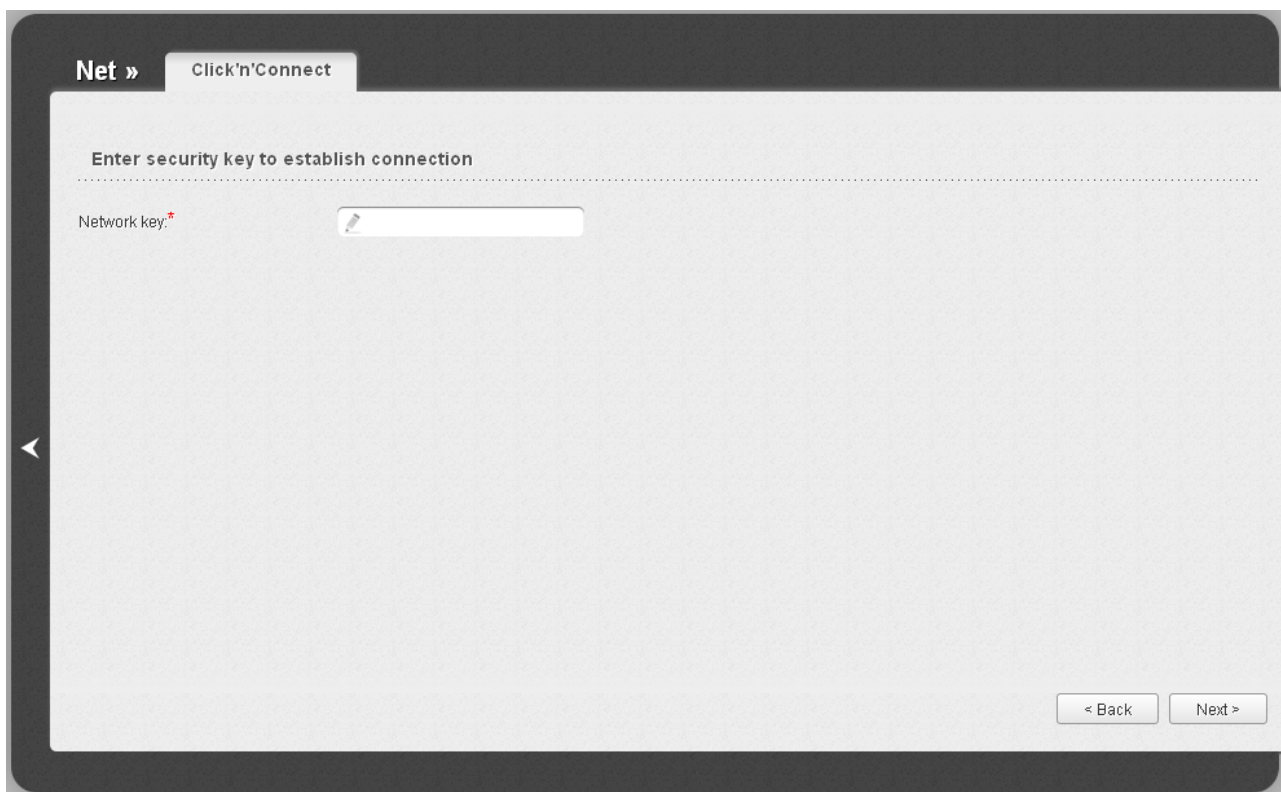 Net » Click'n'Connect
Enter security key to establish connection
Network key:*
< Back Next >